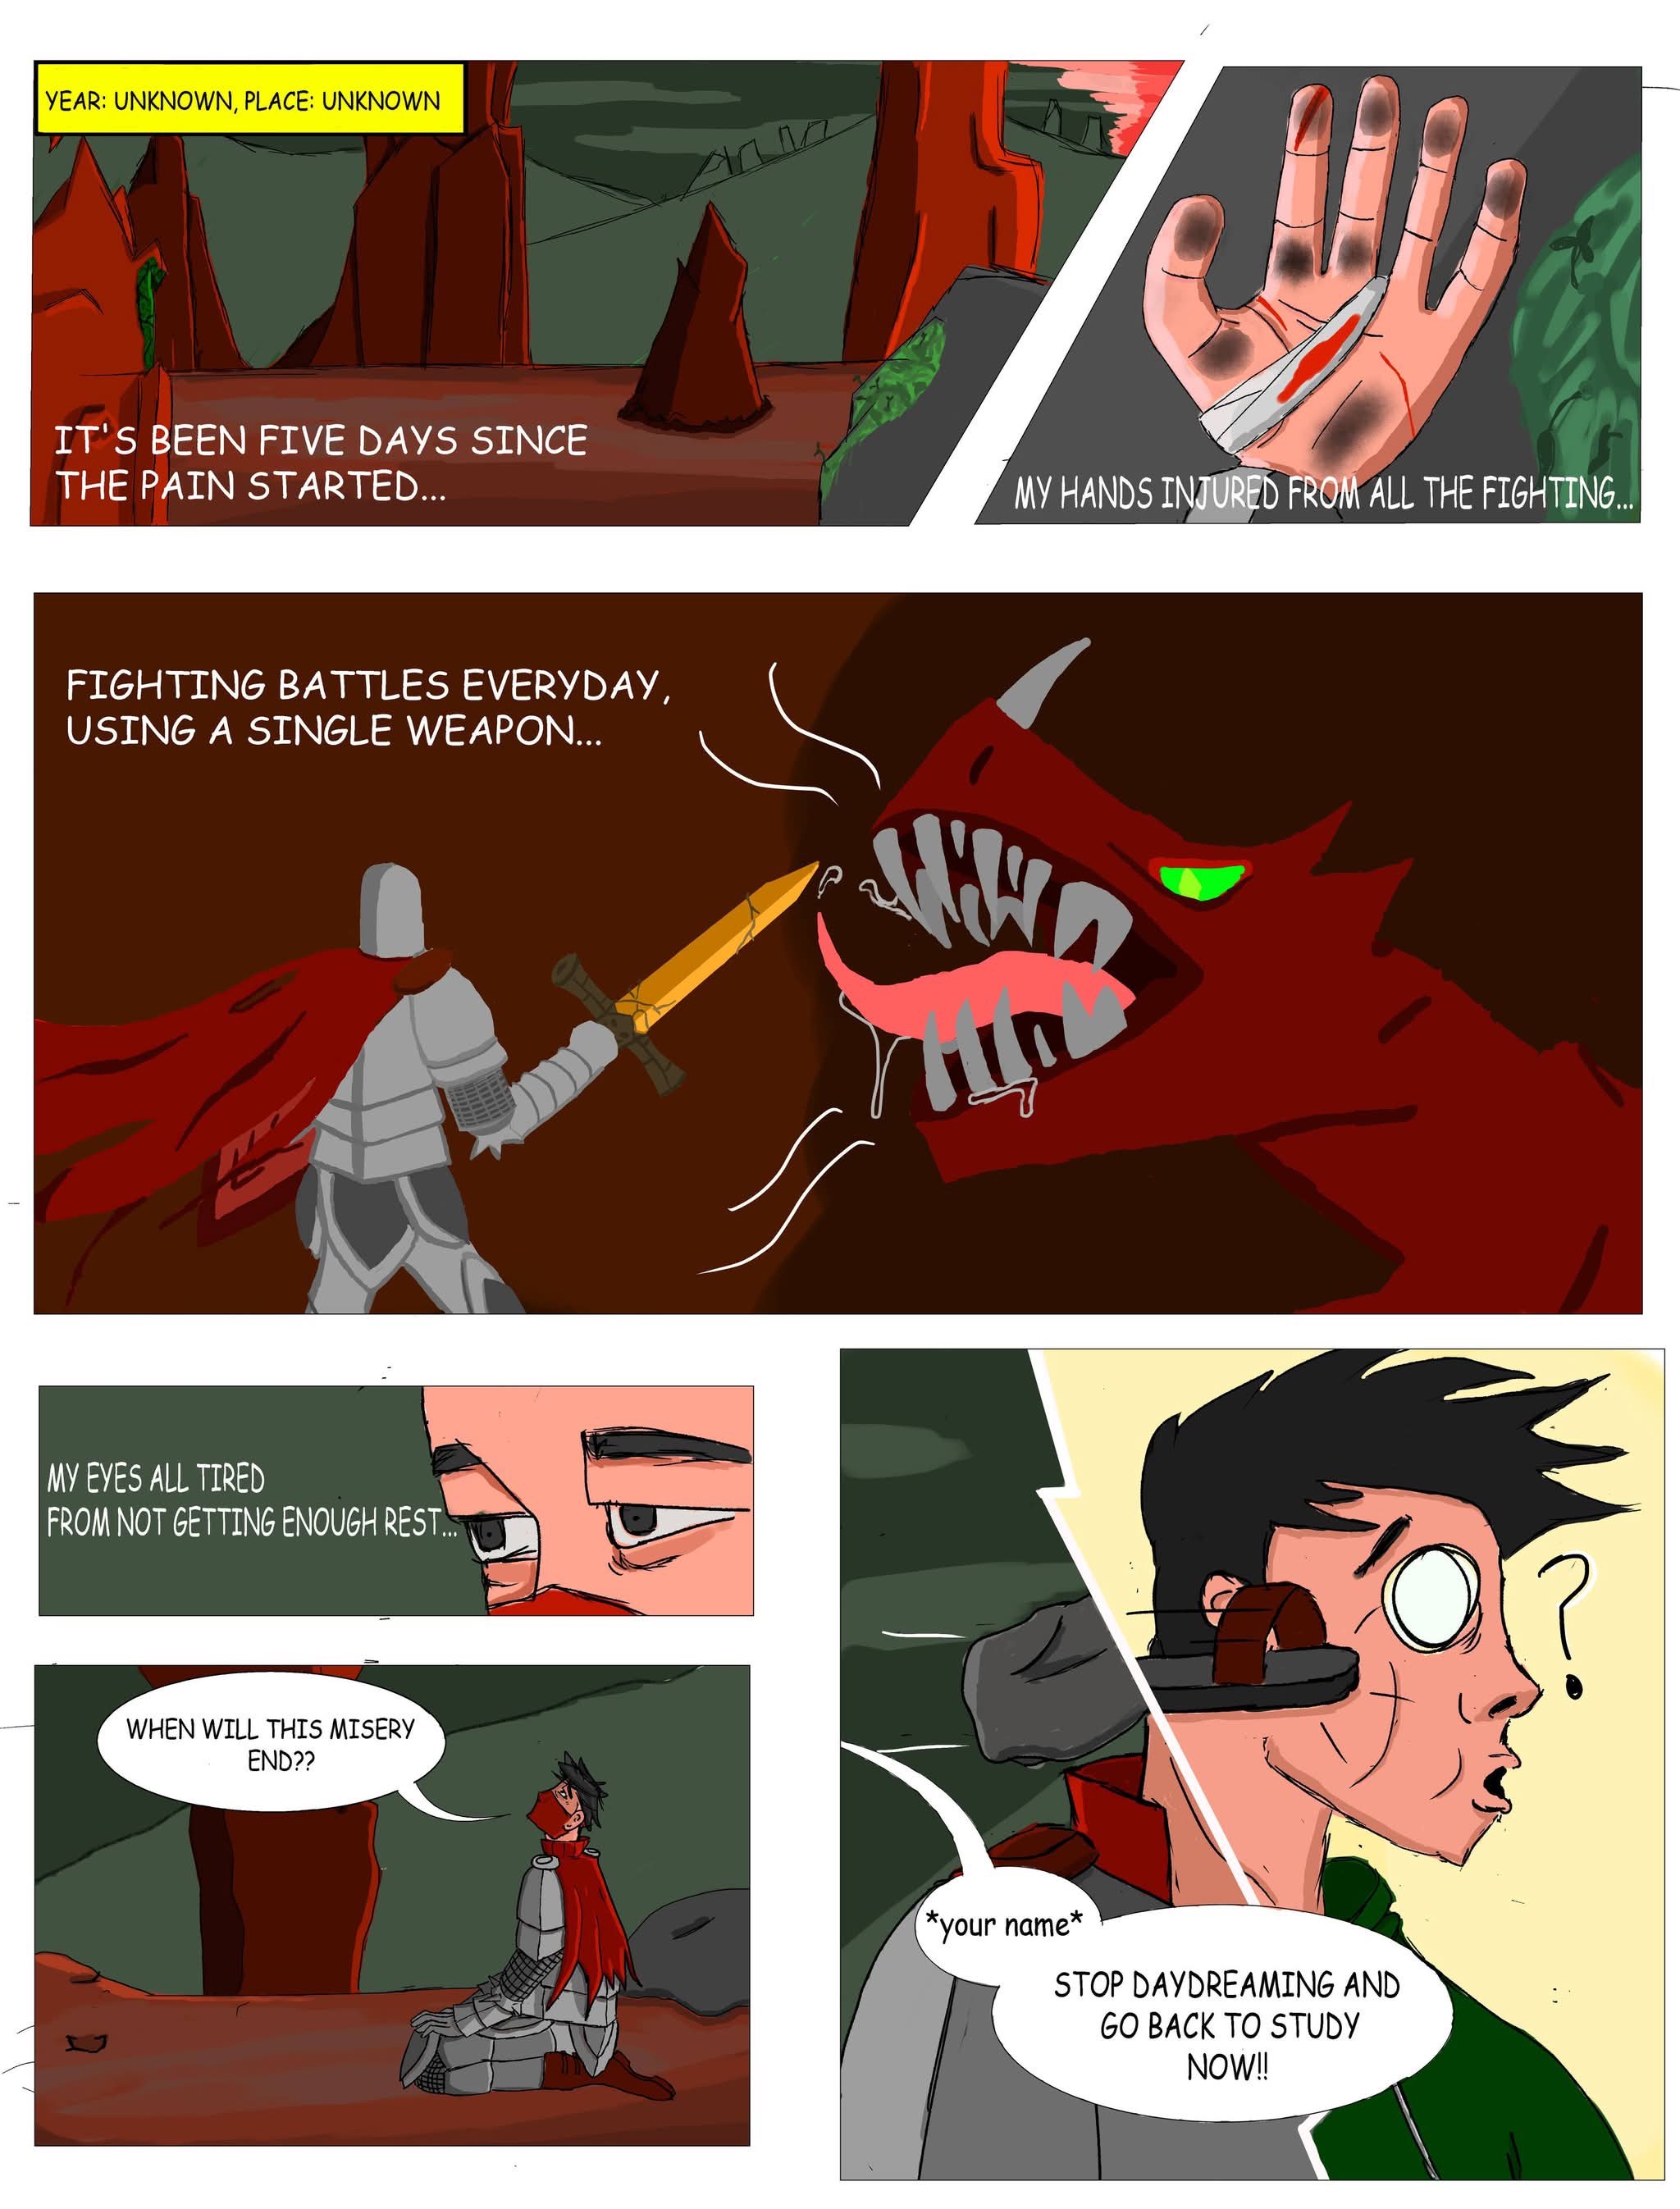 YEAR: UNKNOWN, PLACE: UNKNOWN
IT'S BEEN FIVE DAYS SINCE
THE PAIN STARTED...
MY HANDS INJURED FROM ALL THE FIGHTING...
FIGHTING BATTLES EVERYDAY,
USING A SINGLE WEAPON...
MY EYES ALL TIRED
FROM NOT GETTING ENOUGH REST...
WHEN WILL THIS MISERY
END??
?
*your name*
STOP DAYDREAMING AND
GO BACK TO STUDY
NOW!!